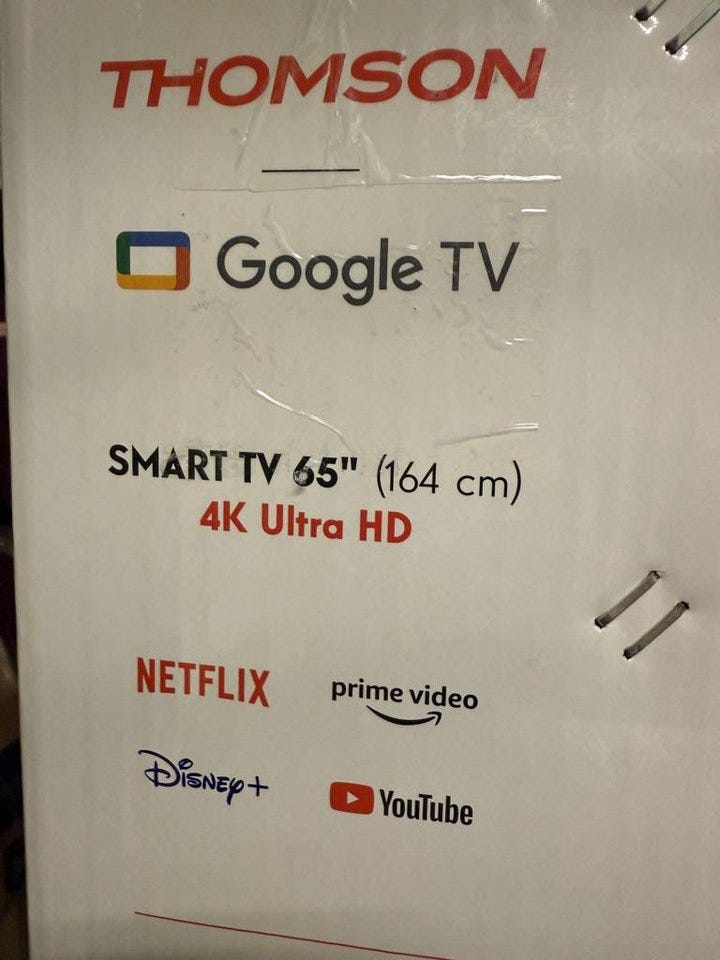 THOMSON
Google TV
SMART TV 65" (164 cm)
4K Ultra HD
NETFLIX prime video
Disney+ YouTube